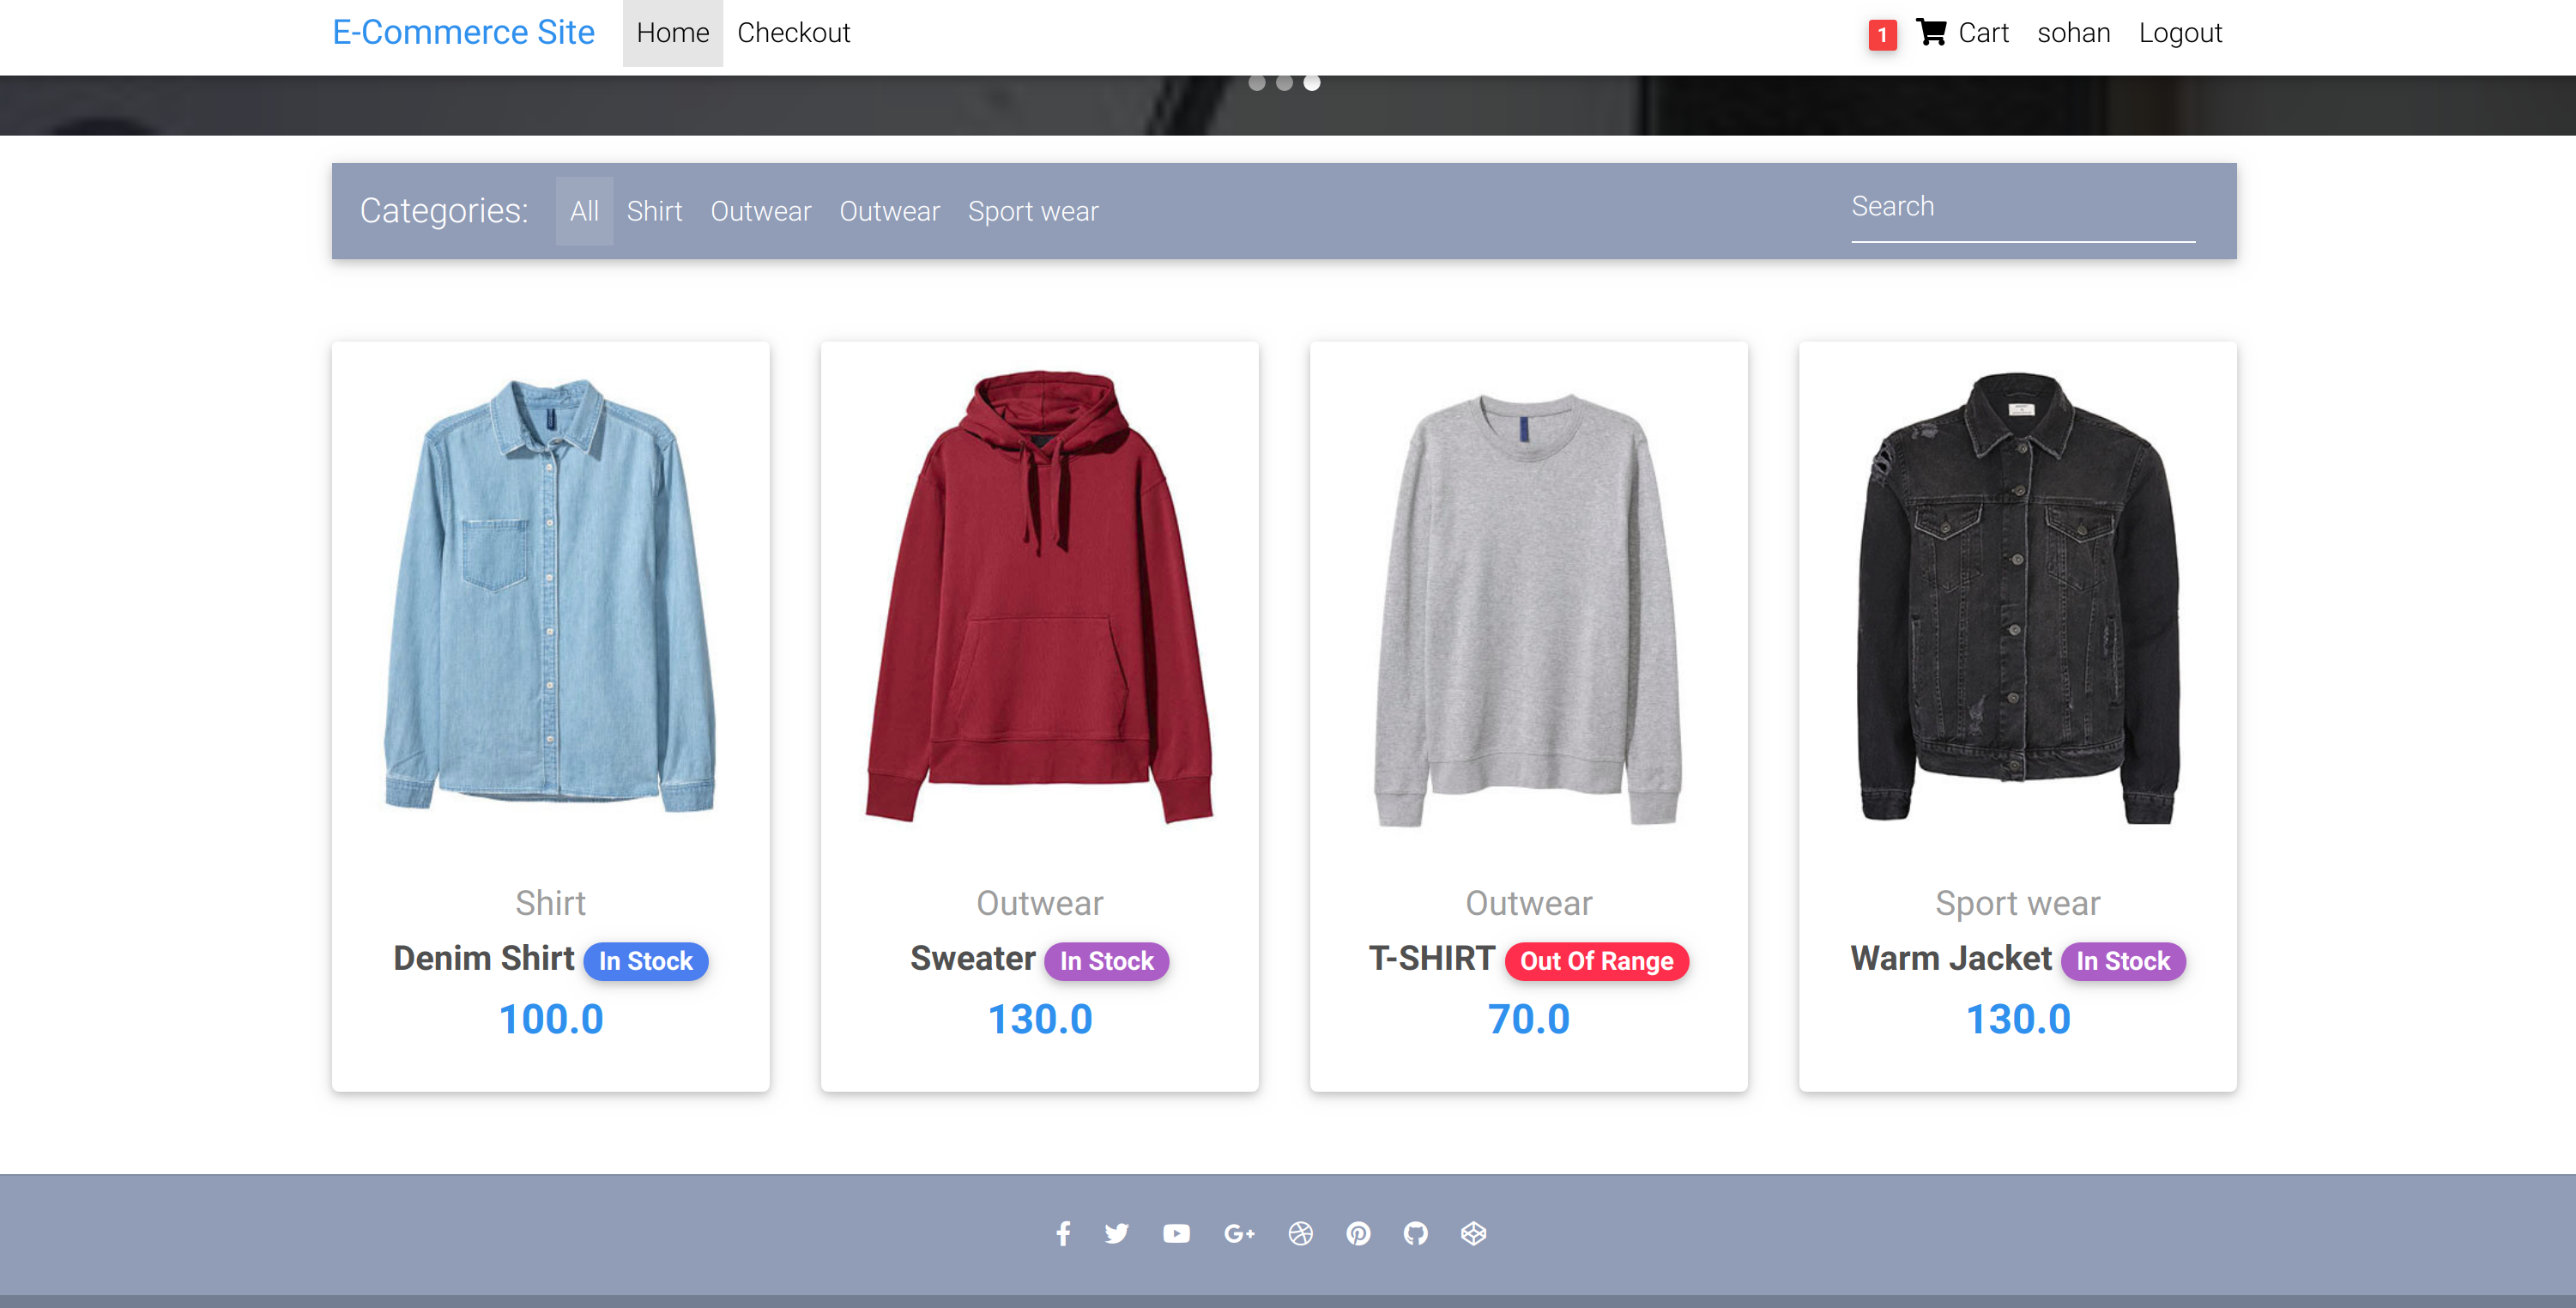 E-Commerce Site Home Checkout 1 Cart sohan Logout
Categories: All Shirt Outwear Outwear Sport wear Search
Shirt
Denim Shirt In Stock
100.0
Outwear
Sweater In Stock
130.0
Outwear
T-SHIRT Out Of Range
70.0
Sport wear
Warm Jacket In Stock
130.0